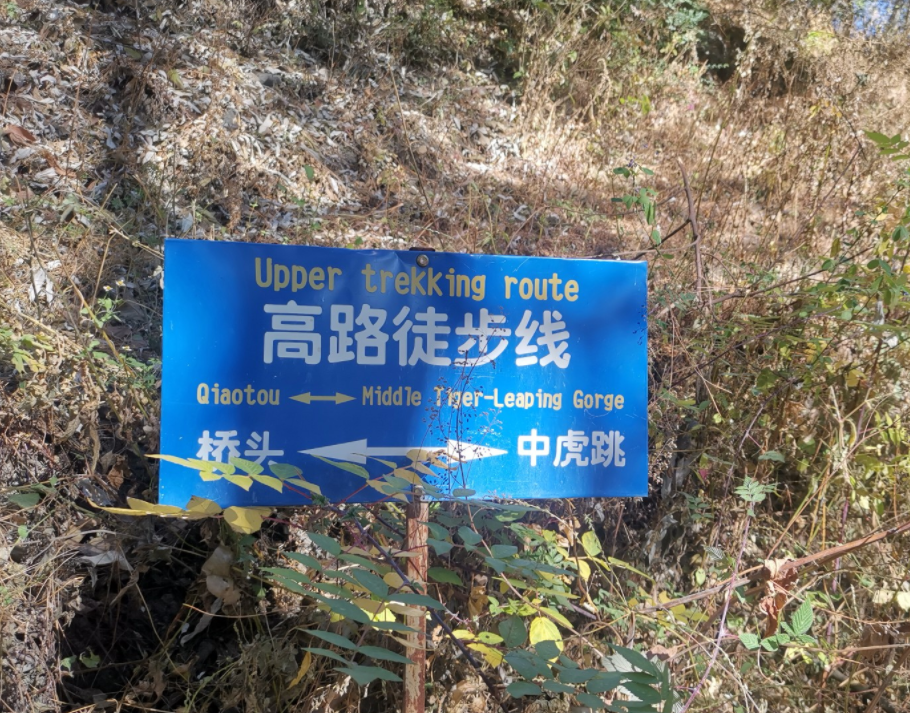 Upper trekking route
高路徒步线
Qiaotou ⟷ Middle Tiger-Leaping Gorge
桥头 ⟷ 中虎跳